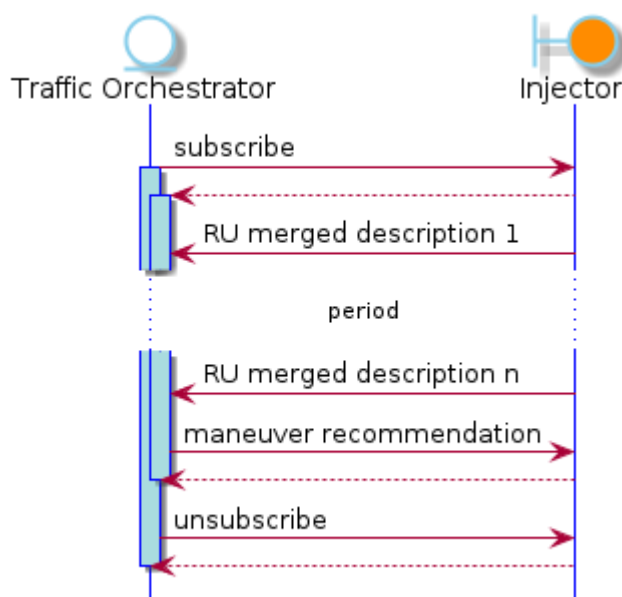 Traffic Orchestrator
Injector
subscribe
RU merged description 1
period
RU merged description n
maneuver recommendation
unsubscribe